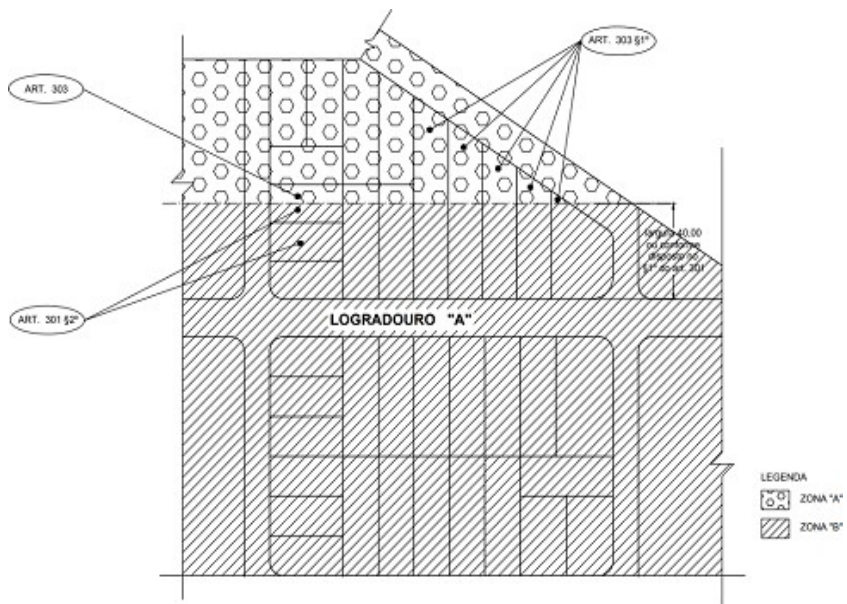 ART. 303 §1º
ART. 303
largura 40,00
ou conforme
disposto no
§1º do art. 301
ART. 301 §2º
LOGRADOURO "A"
LEGENDA
ZONA "A"
ZONA "B"